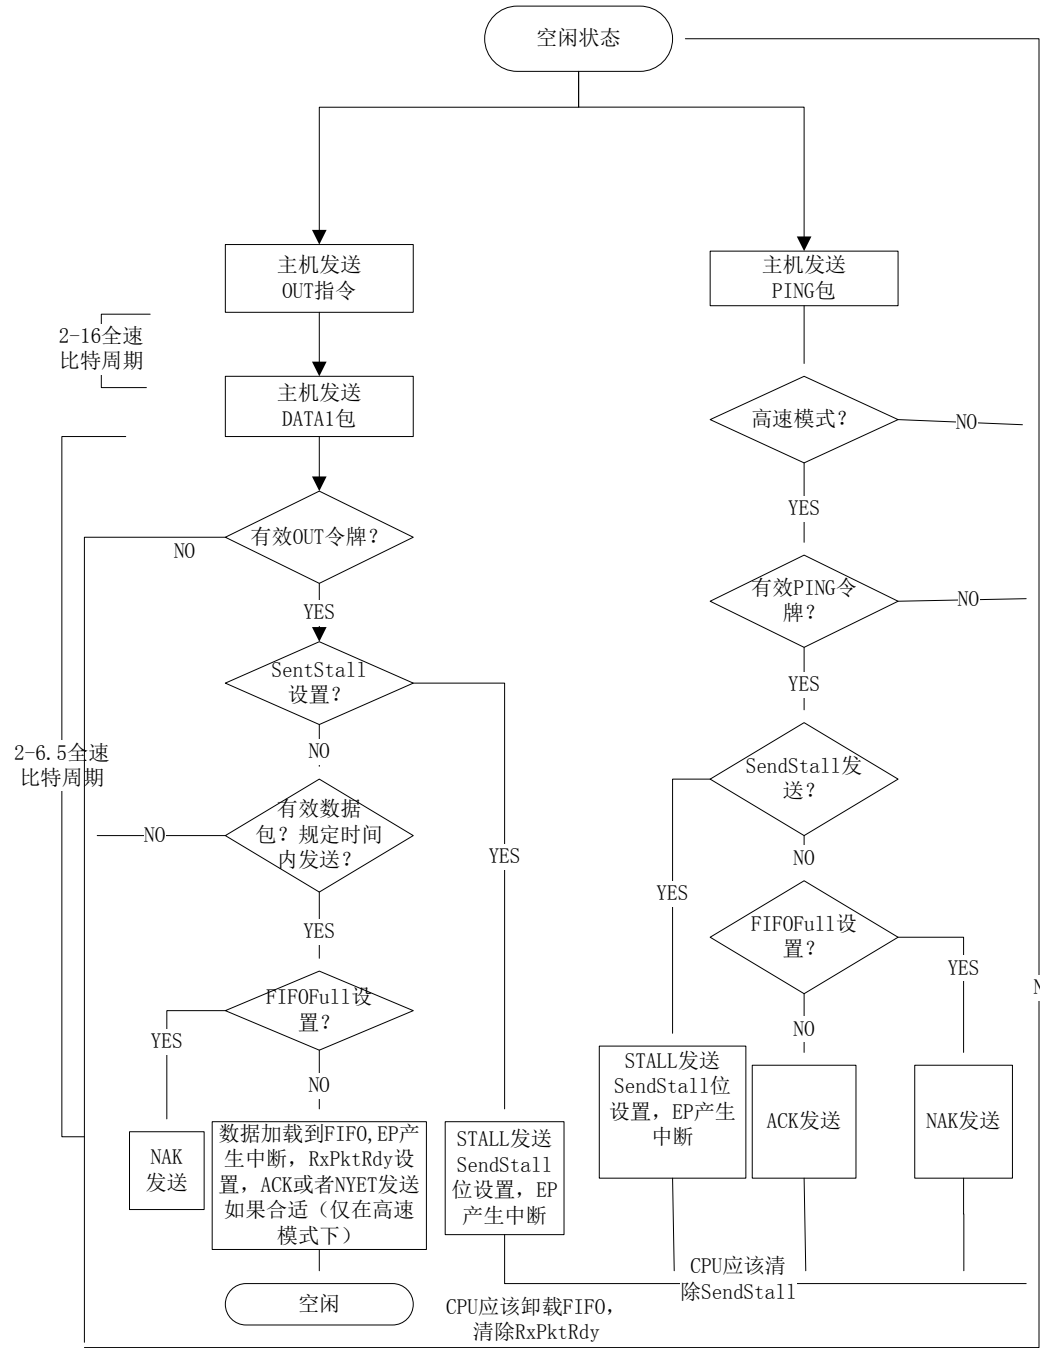 空闲状态
主机发送
OUT指令
主机发送
PING包
2-16全速
比特周期
主机发送
DATA1包
高速模式?
NO
YES
有效OUT令牌?
NO
YES
有效PING令
牌?
NO
YES
SentStall
设置?
NO
YES
2-6.5全速
比特周期
SendStall发
送?
NO
YES
有效数据
包? 规定时间
内发送?
NO
YES
FIFOFull设
置?
YES
NO
FIFOFull设
置?
YES
NO
N
STALL发送
SendStall位
设置, EP产生
中断
ACK发送
NAK发送
NAK
发送
数据加载到FIFO,EP产
生中断, RxPktRdy设
置, ACK或者NYET发送
如果合适（仅在高速
模式下）
STALL发送
SendStall
位设置, EP
产生中断
CPU应该清
除SendStall
空闲
CPU应该卸载FIFO,
清除RxPktRdy